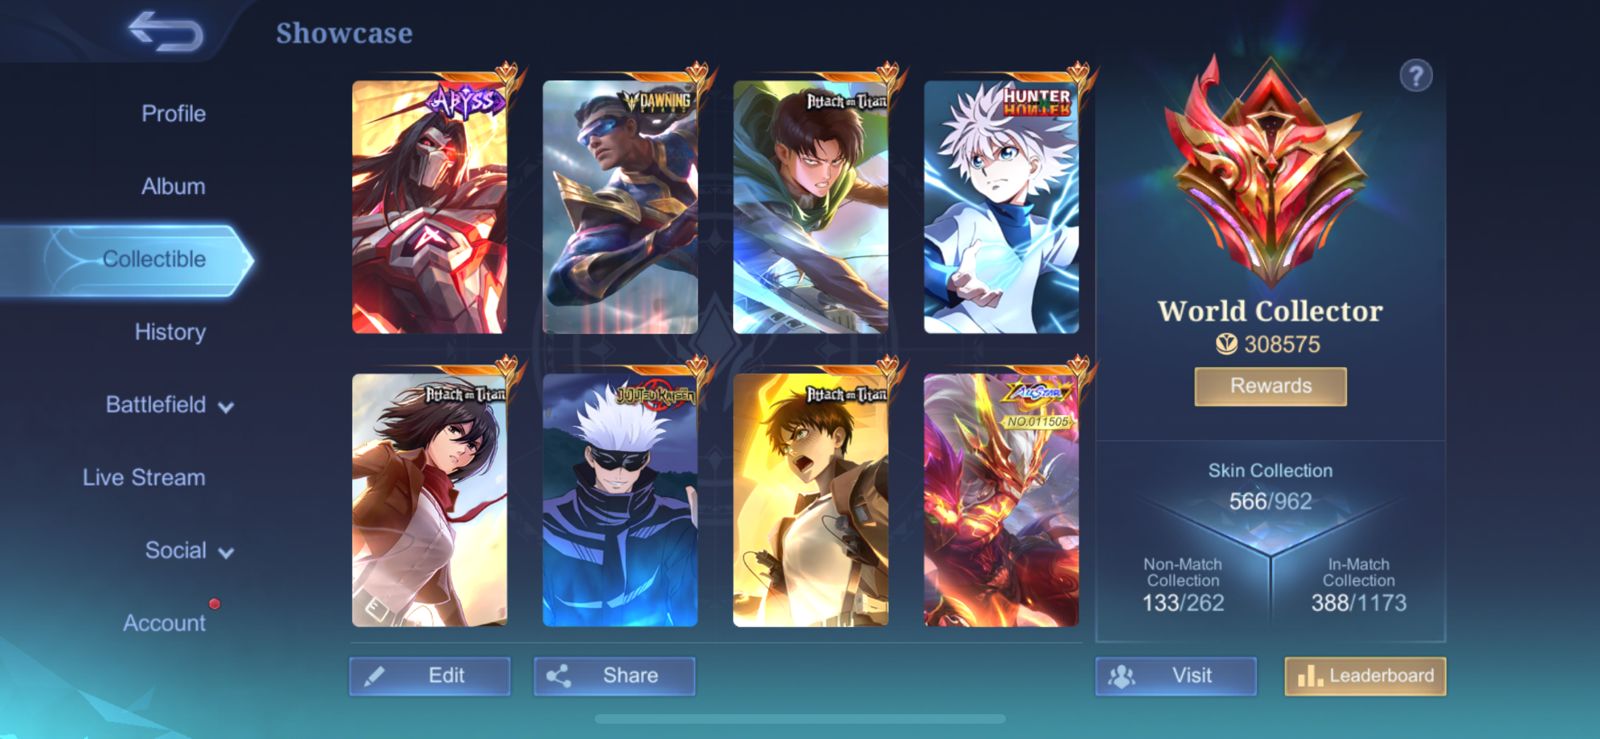 Showcase
Profile
Album
Collectible
History
Battlefield
Live Stream
Social
Account
ABYSS
DAWNING
Attack on Titan
HUNTER
HUNTER
Attack on Titan
JUJUTSU KAISEN
Attack on Titan
ALLSTAR
NO.011505
Edit
Share
?
World Collector
308575
Rewards
Skin Collection
566/962
Non-Match
Collection
133/262
In-Match
Collection
388/1173
Visit
Leaderboard